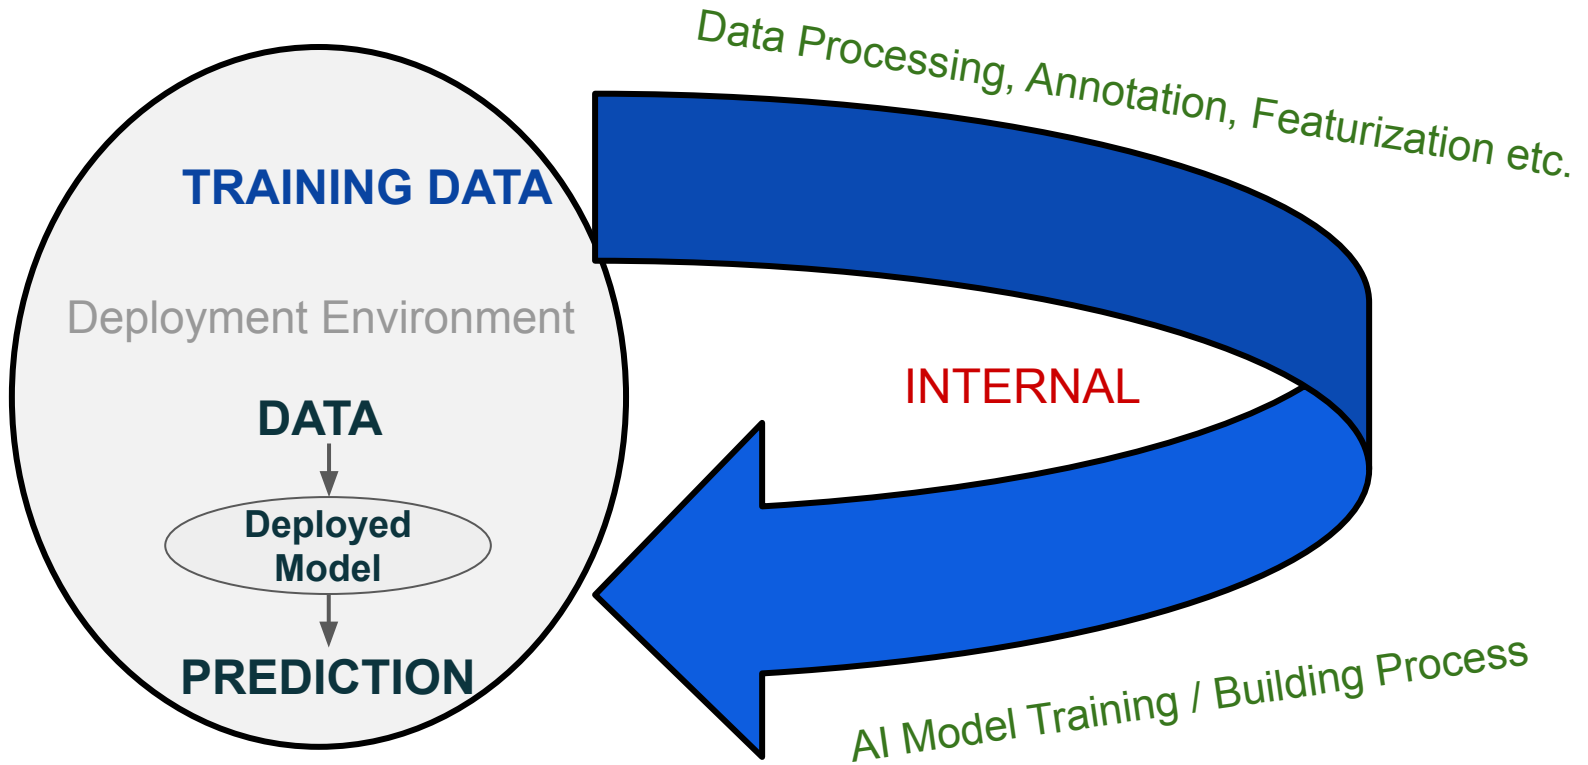 Data Processing, Annotation, Featurization etc.
TRAINING DATA
Deployment Environment
INTERNAL
DATA
Deployed
Model
PREDICTION
AI Model Training / Building Process